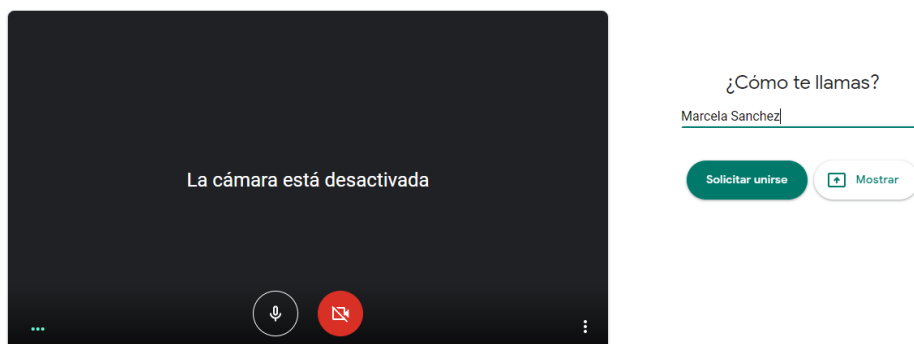 La cámara está desactivada
¿Cómo te llamas?
Marcela Sanchez
Solicitar unirse
Mostrar